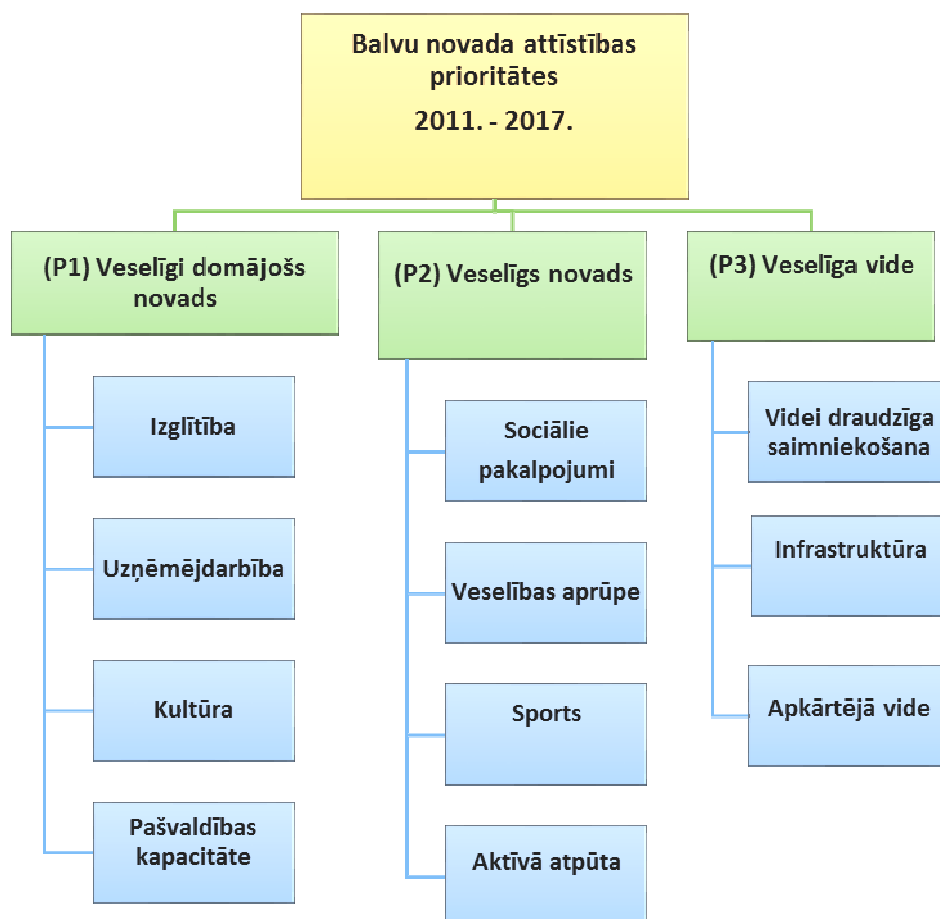 Balvu novada attīstības
prioritātes
2011. - 2017.
(P1) Veselīgi domājošs
novads
Izglītība
Uzņēmējdarbība
Kultūra
Pašvaldības
kapacitāte
(P2) Veselīgs novads
Sociālie
pakalpojumi
Veselības aprūpe
Sports
Aktīvā atpūta
(P3) Veselīga vide
Videi draudzīga
saimniekošana
Infrastruktūra
Apkārtējā vide